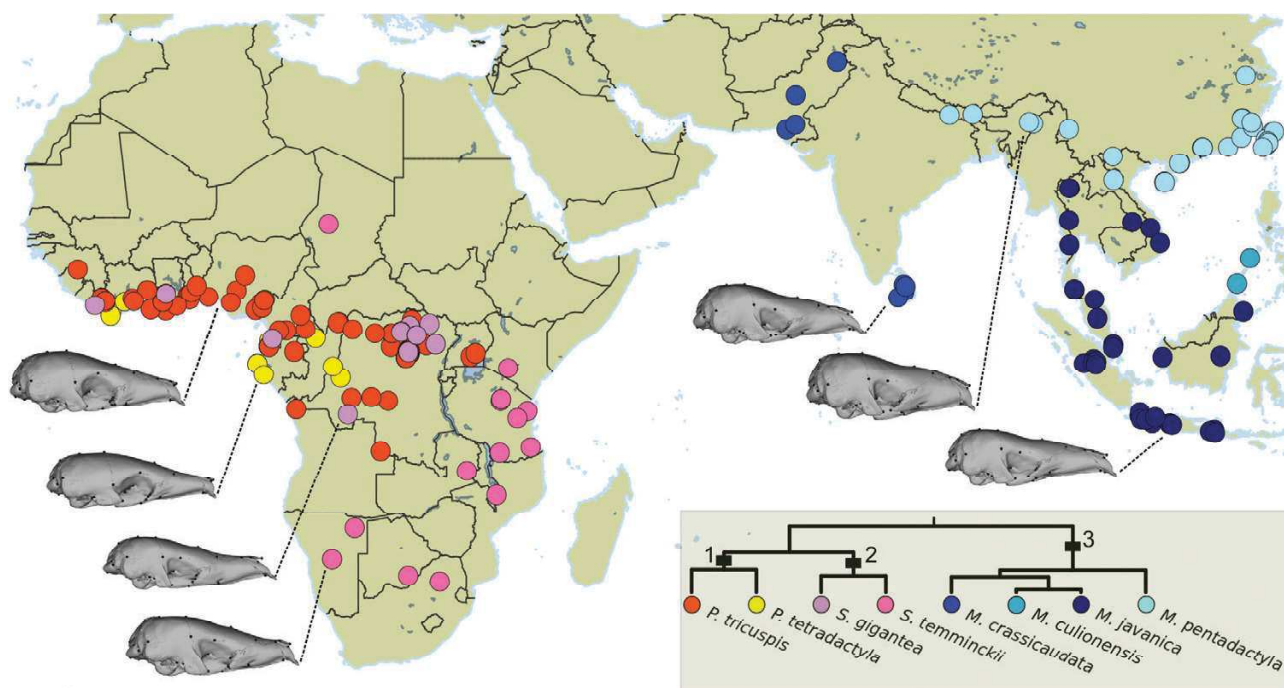 1
2
3
P. tricuspis
P. tetradactyla
S. gigantea
S. temminckii
M. crassicaudata
M. culionensis
M. javanica
M. pentadactyla